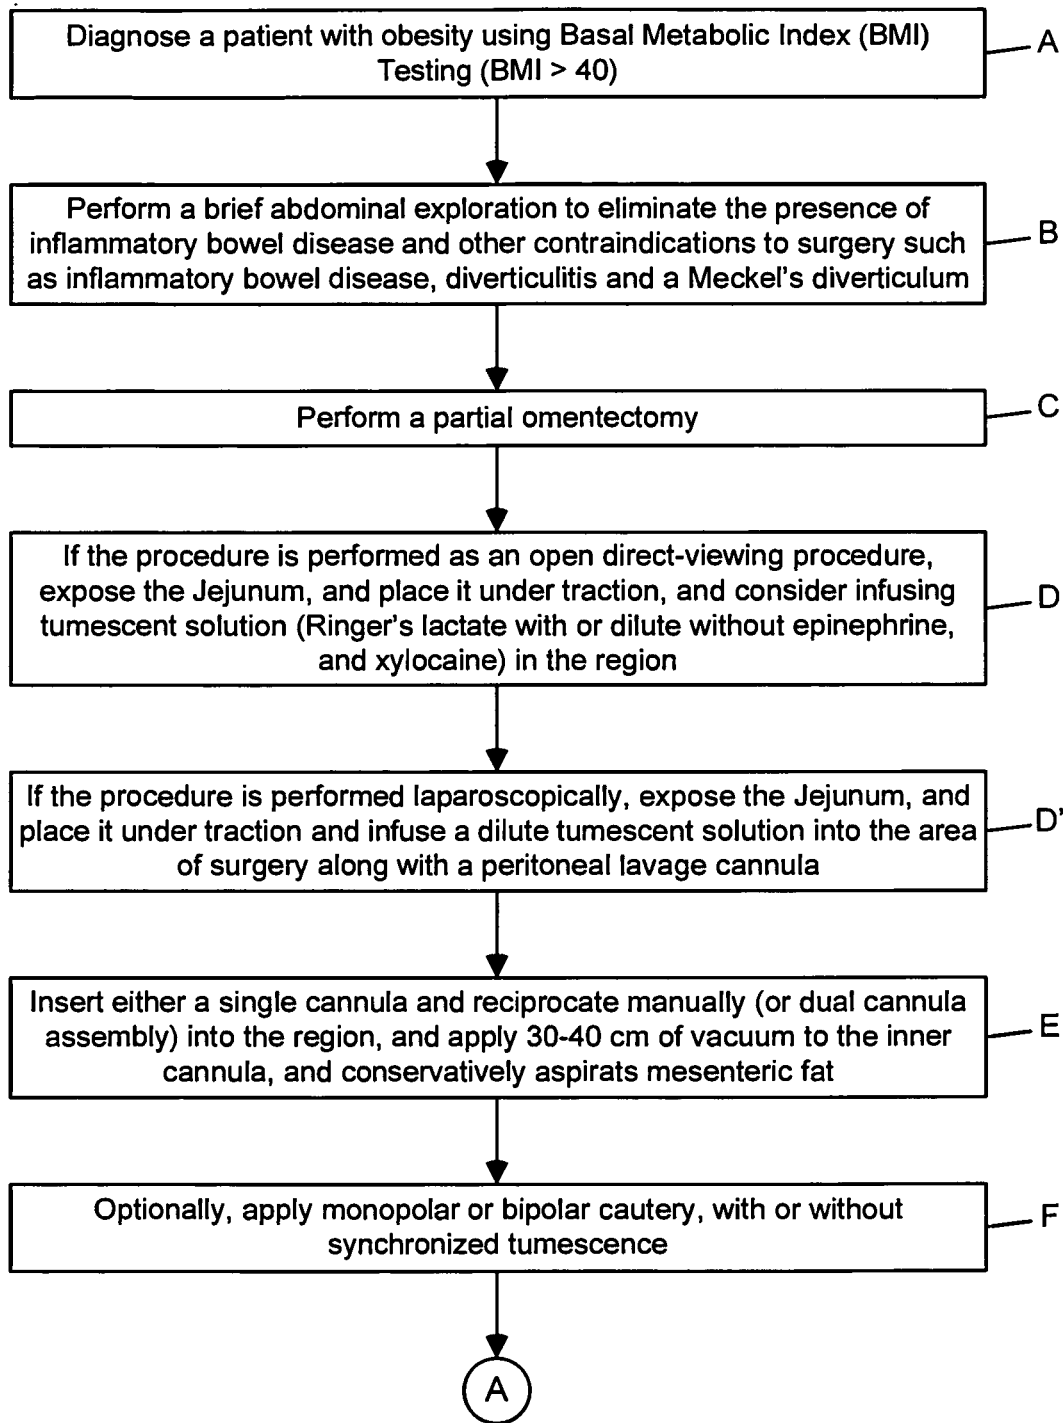 Diagnose a patient with obesity using Basal Metabolic Index (BMI)
Testing (BMI > 40)
A
Perform a brief abdominal exploration to eliminate the presence of
inflammatory bowel disease and other contraindications to surgery such
as inflammatory bowel disease, diverticulitis and a Meckel's diverticulum
B
Perform a partial omentectomy
C
If the procedure is performed as an open direct-viewing procedure,
expose the Jejunum, and place it under traction, and consider infusing
tumescent solution (Ringer's lactate with or dilute without epinephrine,
and xylocaine) in the region
D
If the procedure is performed laparoscopically, expose the Jejunum, and
place it under traction and infuse a dilute tumescent solution into the area
of surgery along with a peritoneal lavage cannula
D'
Insert either a single cannula and reciprocate manually (or dual cannula
assembly) into the region, and apply 30-40 cm of vacuum to the inner
cannula, and conservatively aspirats mesenteric fat
E
Optionally, apply monopolar or bipolar cautery, with or without
synchronized tumescence
F
A